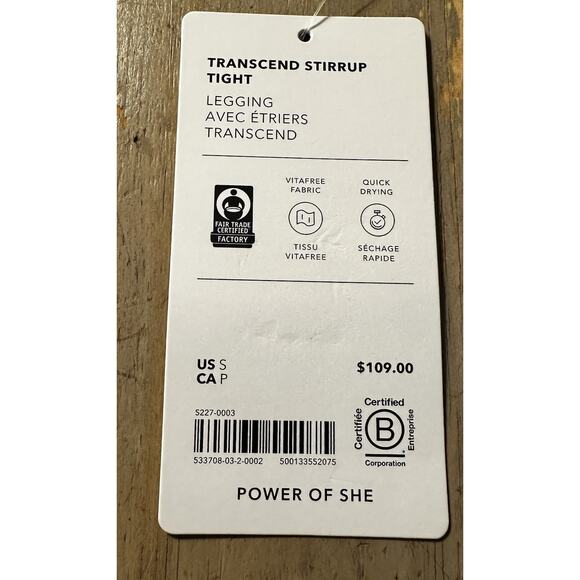 TRANSCEND STIRRUP
TIGHT
LEGGING
AVEC ÉTRIERS
TRANSCEND
FAIR TRADE
CERTIFIED
FACTORY
VITAFREE
FABRIC
TISSU
VITAFREE
QUICK
DRYING
SÉCHAGE
RAPIDE
US S
CA P
$109.00
S227-0003
533708-03-2-0002 500133552075
Certified
Certifiée
B
Entreprise
Corporation
POWER OF SHE